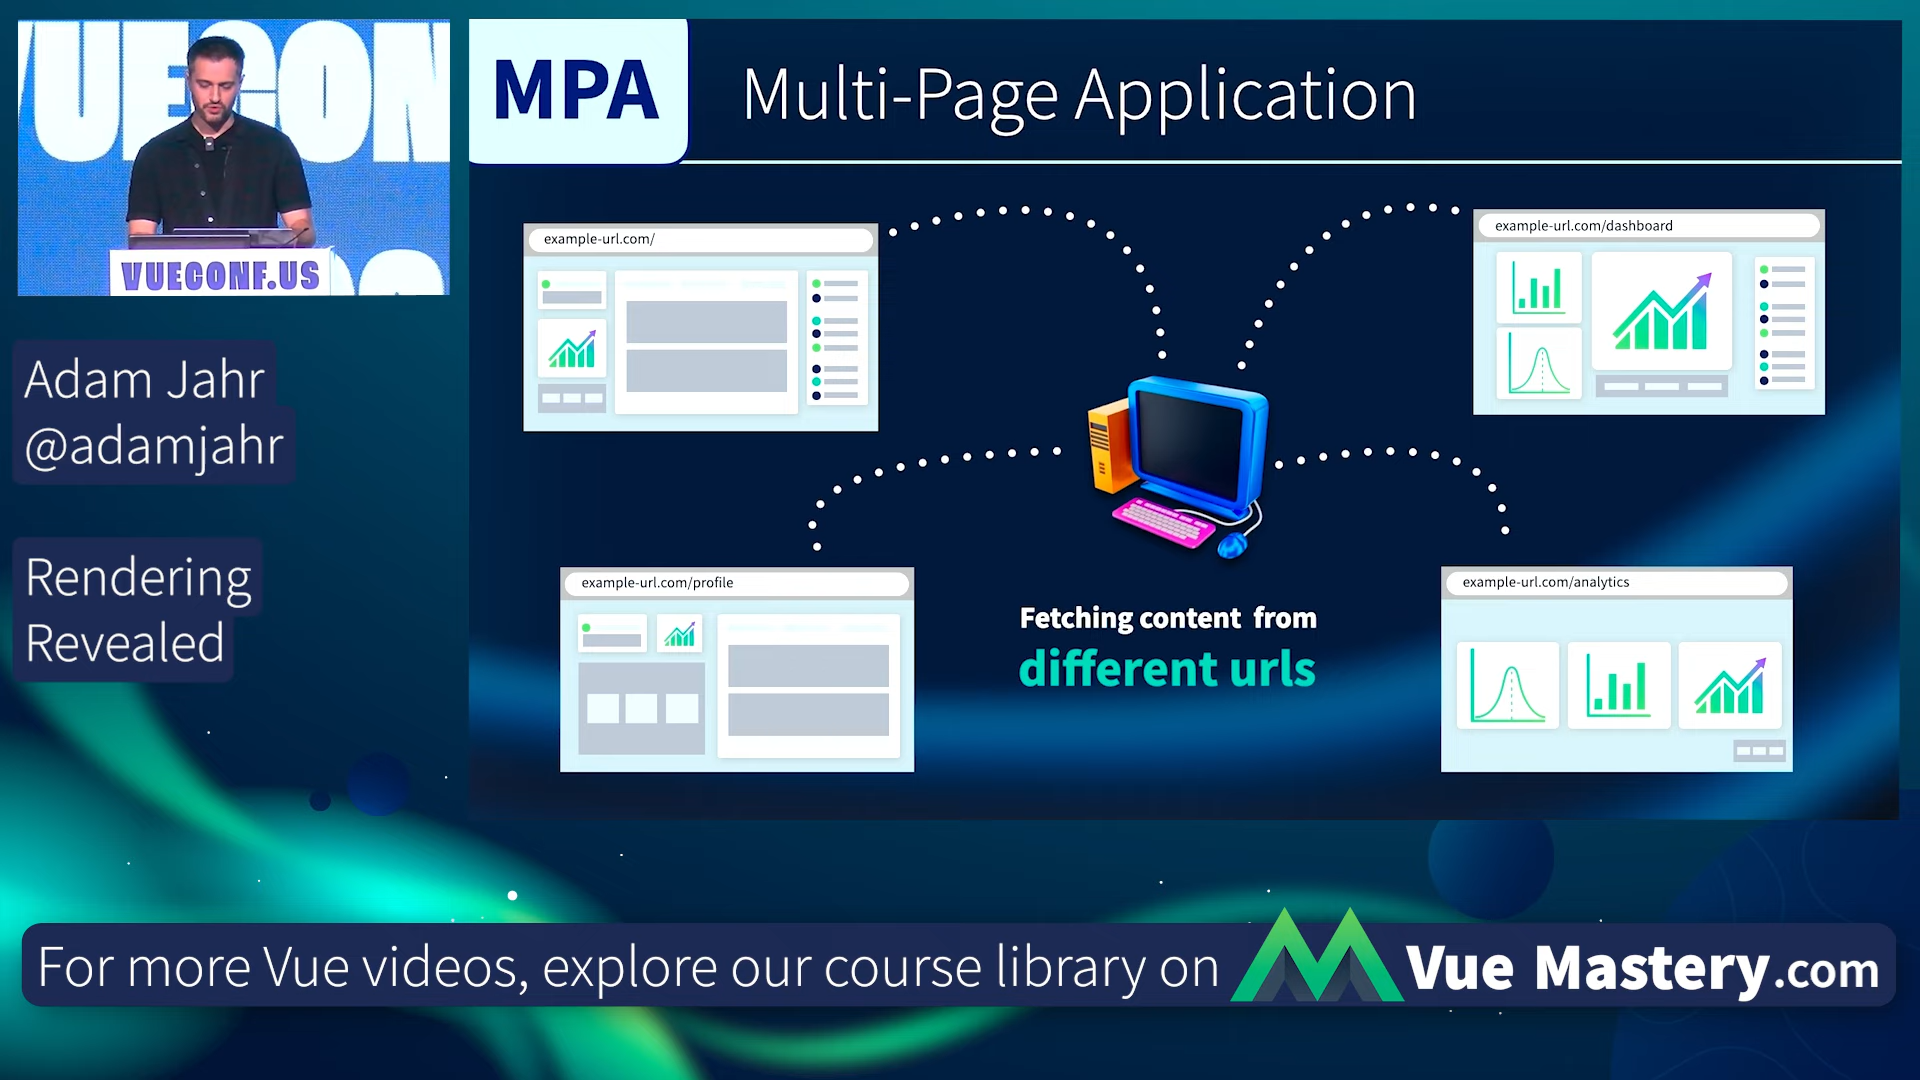 VUECONF
VUECONF.US
Adam Jahr
@adamjahr
Rendering
Revealed
MPA
Multi-Page Application
example-url.com/
example-url.com/dashboard
example-url.com/profile
example-url.com/analytics
Fetching content from
different urls
For more Vue videos, explore our course library on
Vue Mastery.com